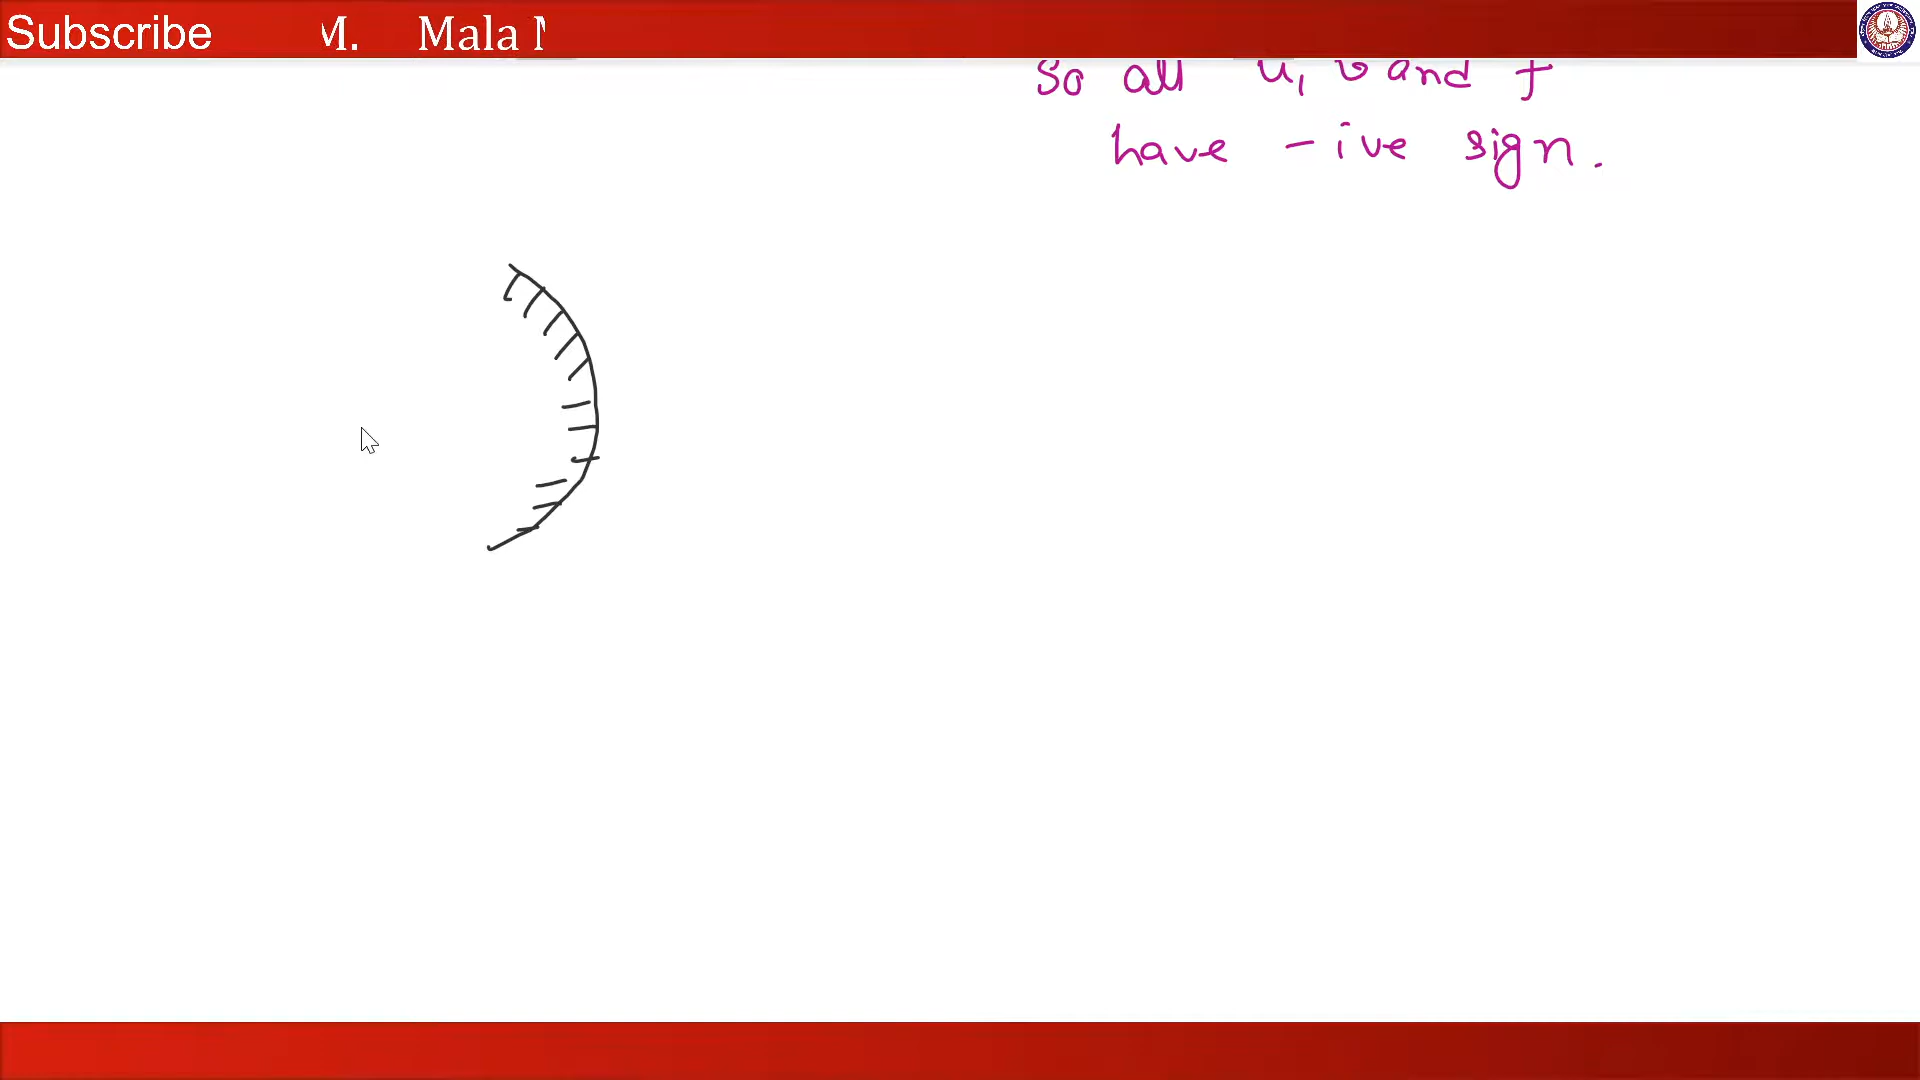 Subscribe M. Mala
So all u, v and f
have -ive sign.